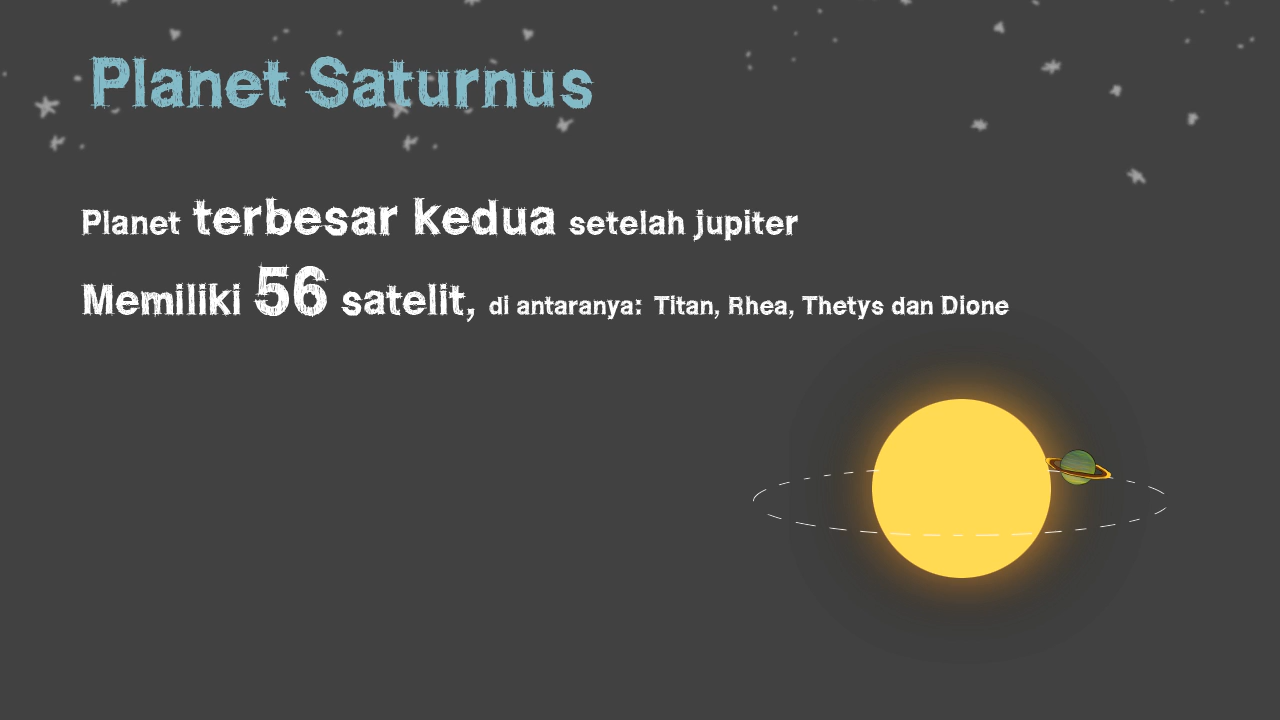 Planet Saturnus
Planet terbesar kedua setelah jupiter
Memiliki 56 satelit, di antaranya: Titan, Rhea, Thetys dan Dione